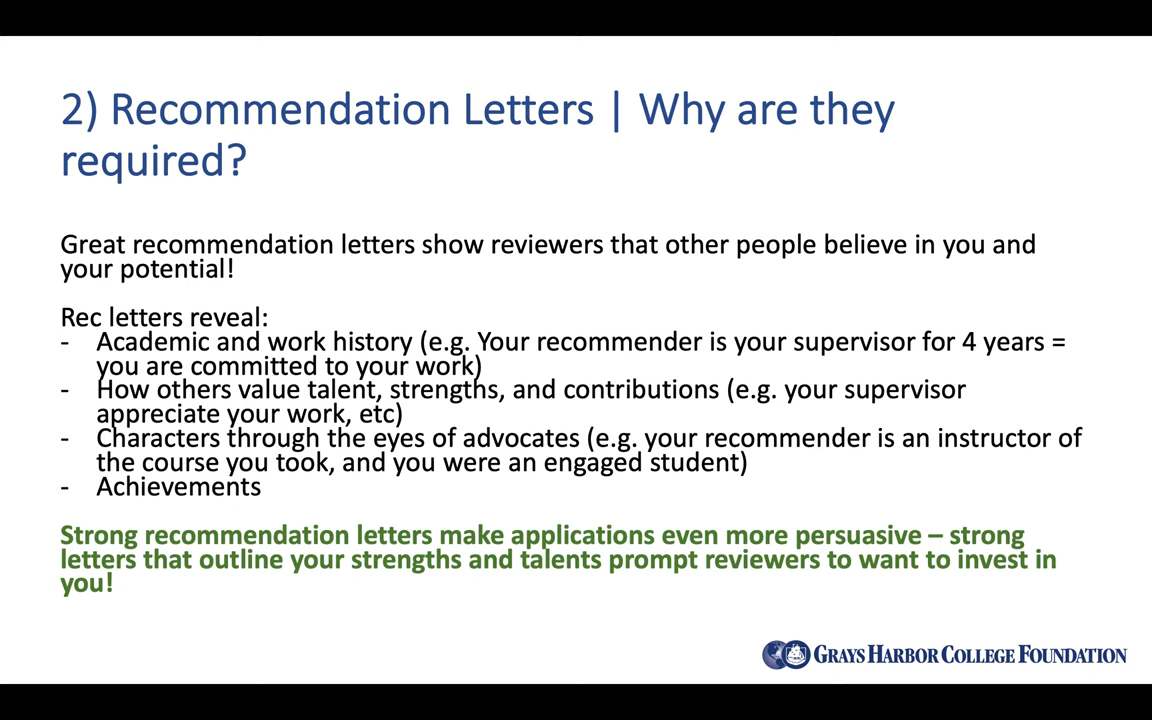 2) Recommendation Letters | Why are they
required?
Great recommendation letters show reviewers that other people believe in you and
your potential!
Rec letters reveal:
- Academic and work history (e.g. Your recommender is your supervisor for 4 years =
you are committed to your work)
- How others value talent, strengths, and contributions (e.g. your supervisor
appreciate your work, etc)
- Characters through the eyes of advocates (e.g. your recommender is an instructor of
the course you took, and you were an engaged student)
- Achievements
Strong recommendation letters make applications even more persuasive – strong
letters that outline your strengths and talents prompt reviewers to want to invest in
you!
GRAYS HARBOR COLLEGE FOUNDATION